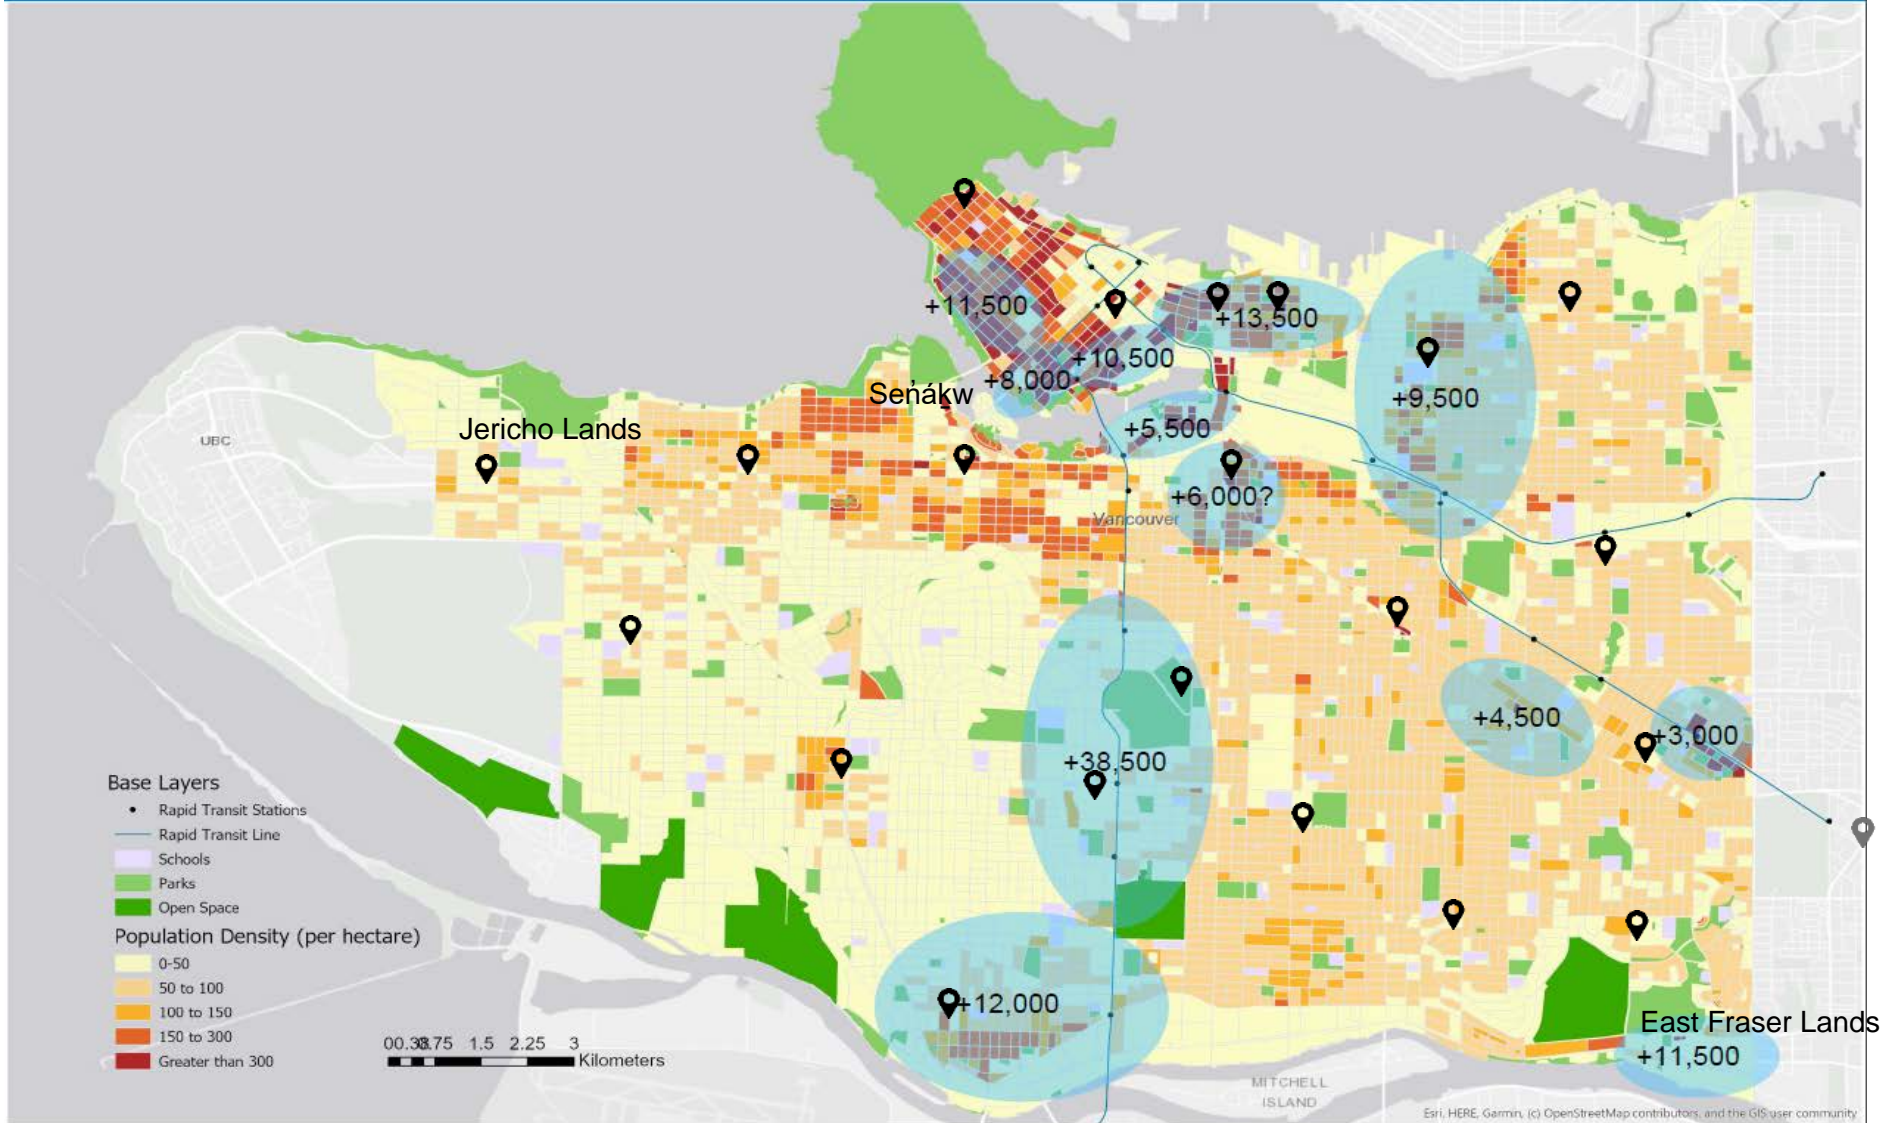 +11,500
+13,500
+10,500
+8,000
Sen̓áḵw
+9,500
Jericho Lands
+5,500
UBC
+6,000?
Vancouver
+4,500
+3,000
+38,500
Base Layers
Rapid Transit Stations
Rapid Transit Line
Schools
Parks
Open Space
Population Density (per hectare)
0-50
50 to 100
100 to 150
150 to 300
Greater than 300
0.75 1.5 2.25 3
Kilometers
+12,000
East Fraser Lands
+11,500
MITCHELL
ISLAND
Esri, HERE, Garmin, (c) OpenStreetMap contributors, and the GIS user community